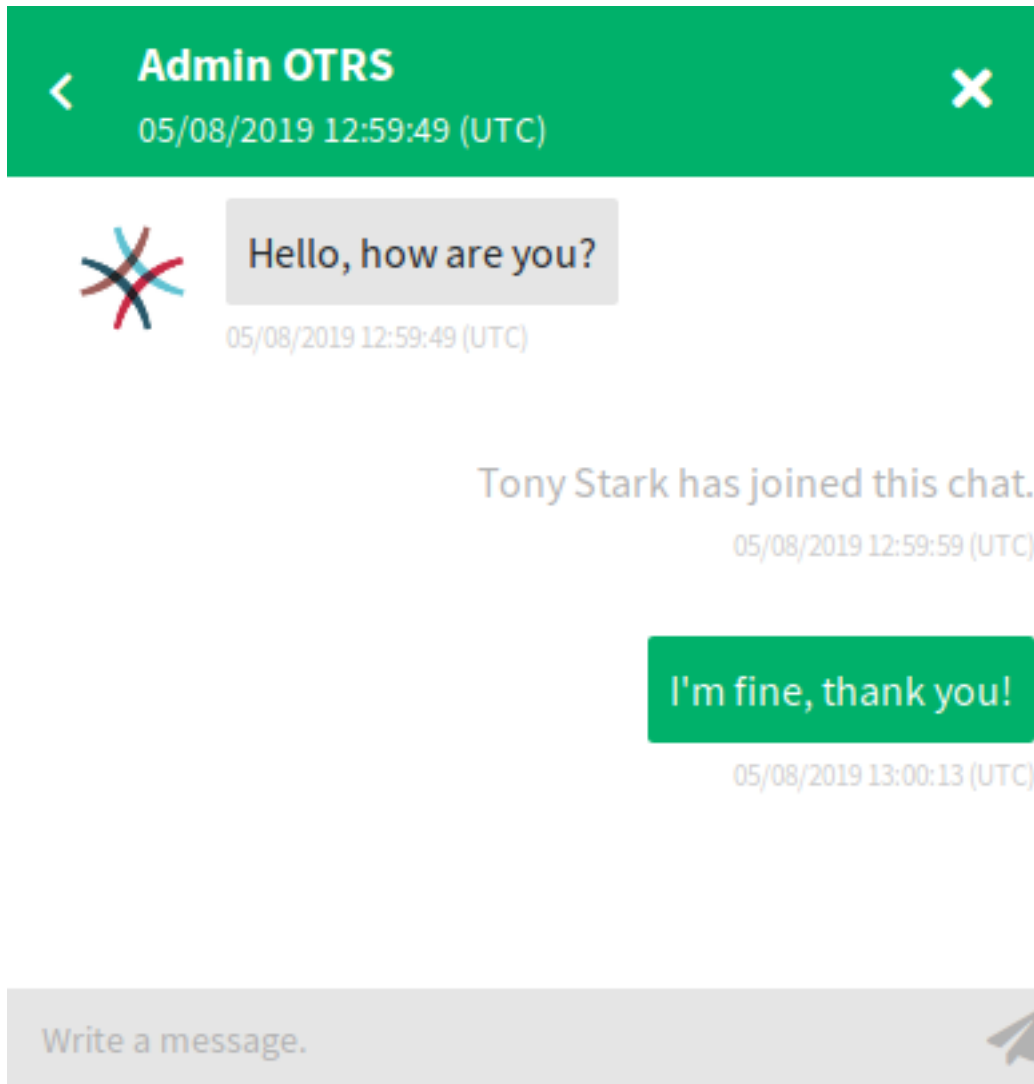 Admin OTRS
05/08/2019 12:59:49 (UTC)
Hello, how are you?
05/08/2019 12:59:49 (UTC)
Tony Stark has joined this chat.
05/08/2019 12:59:59 (UTC)
I'm fine, thank you!
05/08/2019 13:00:13 (UTC)
Write a message.